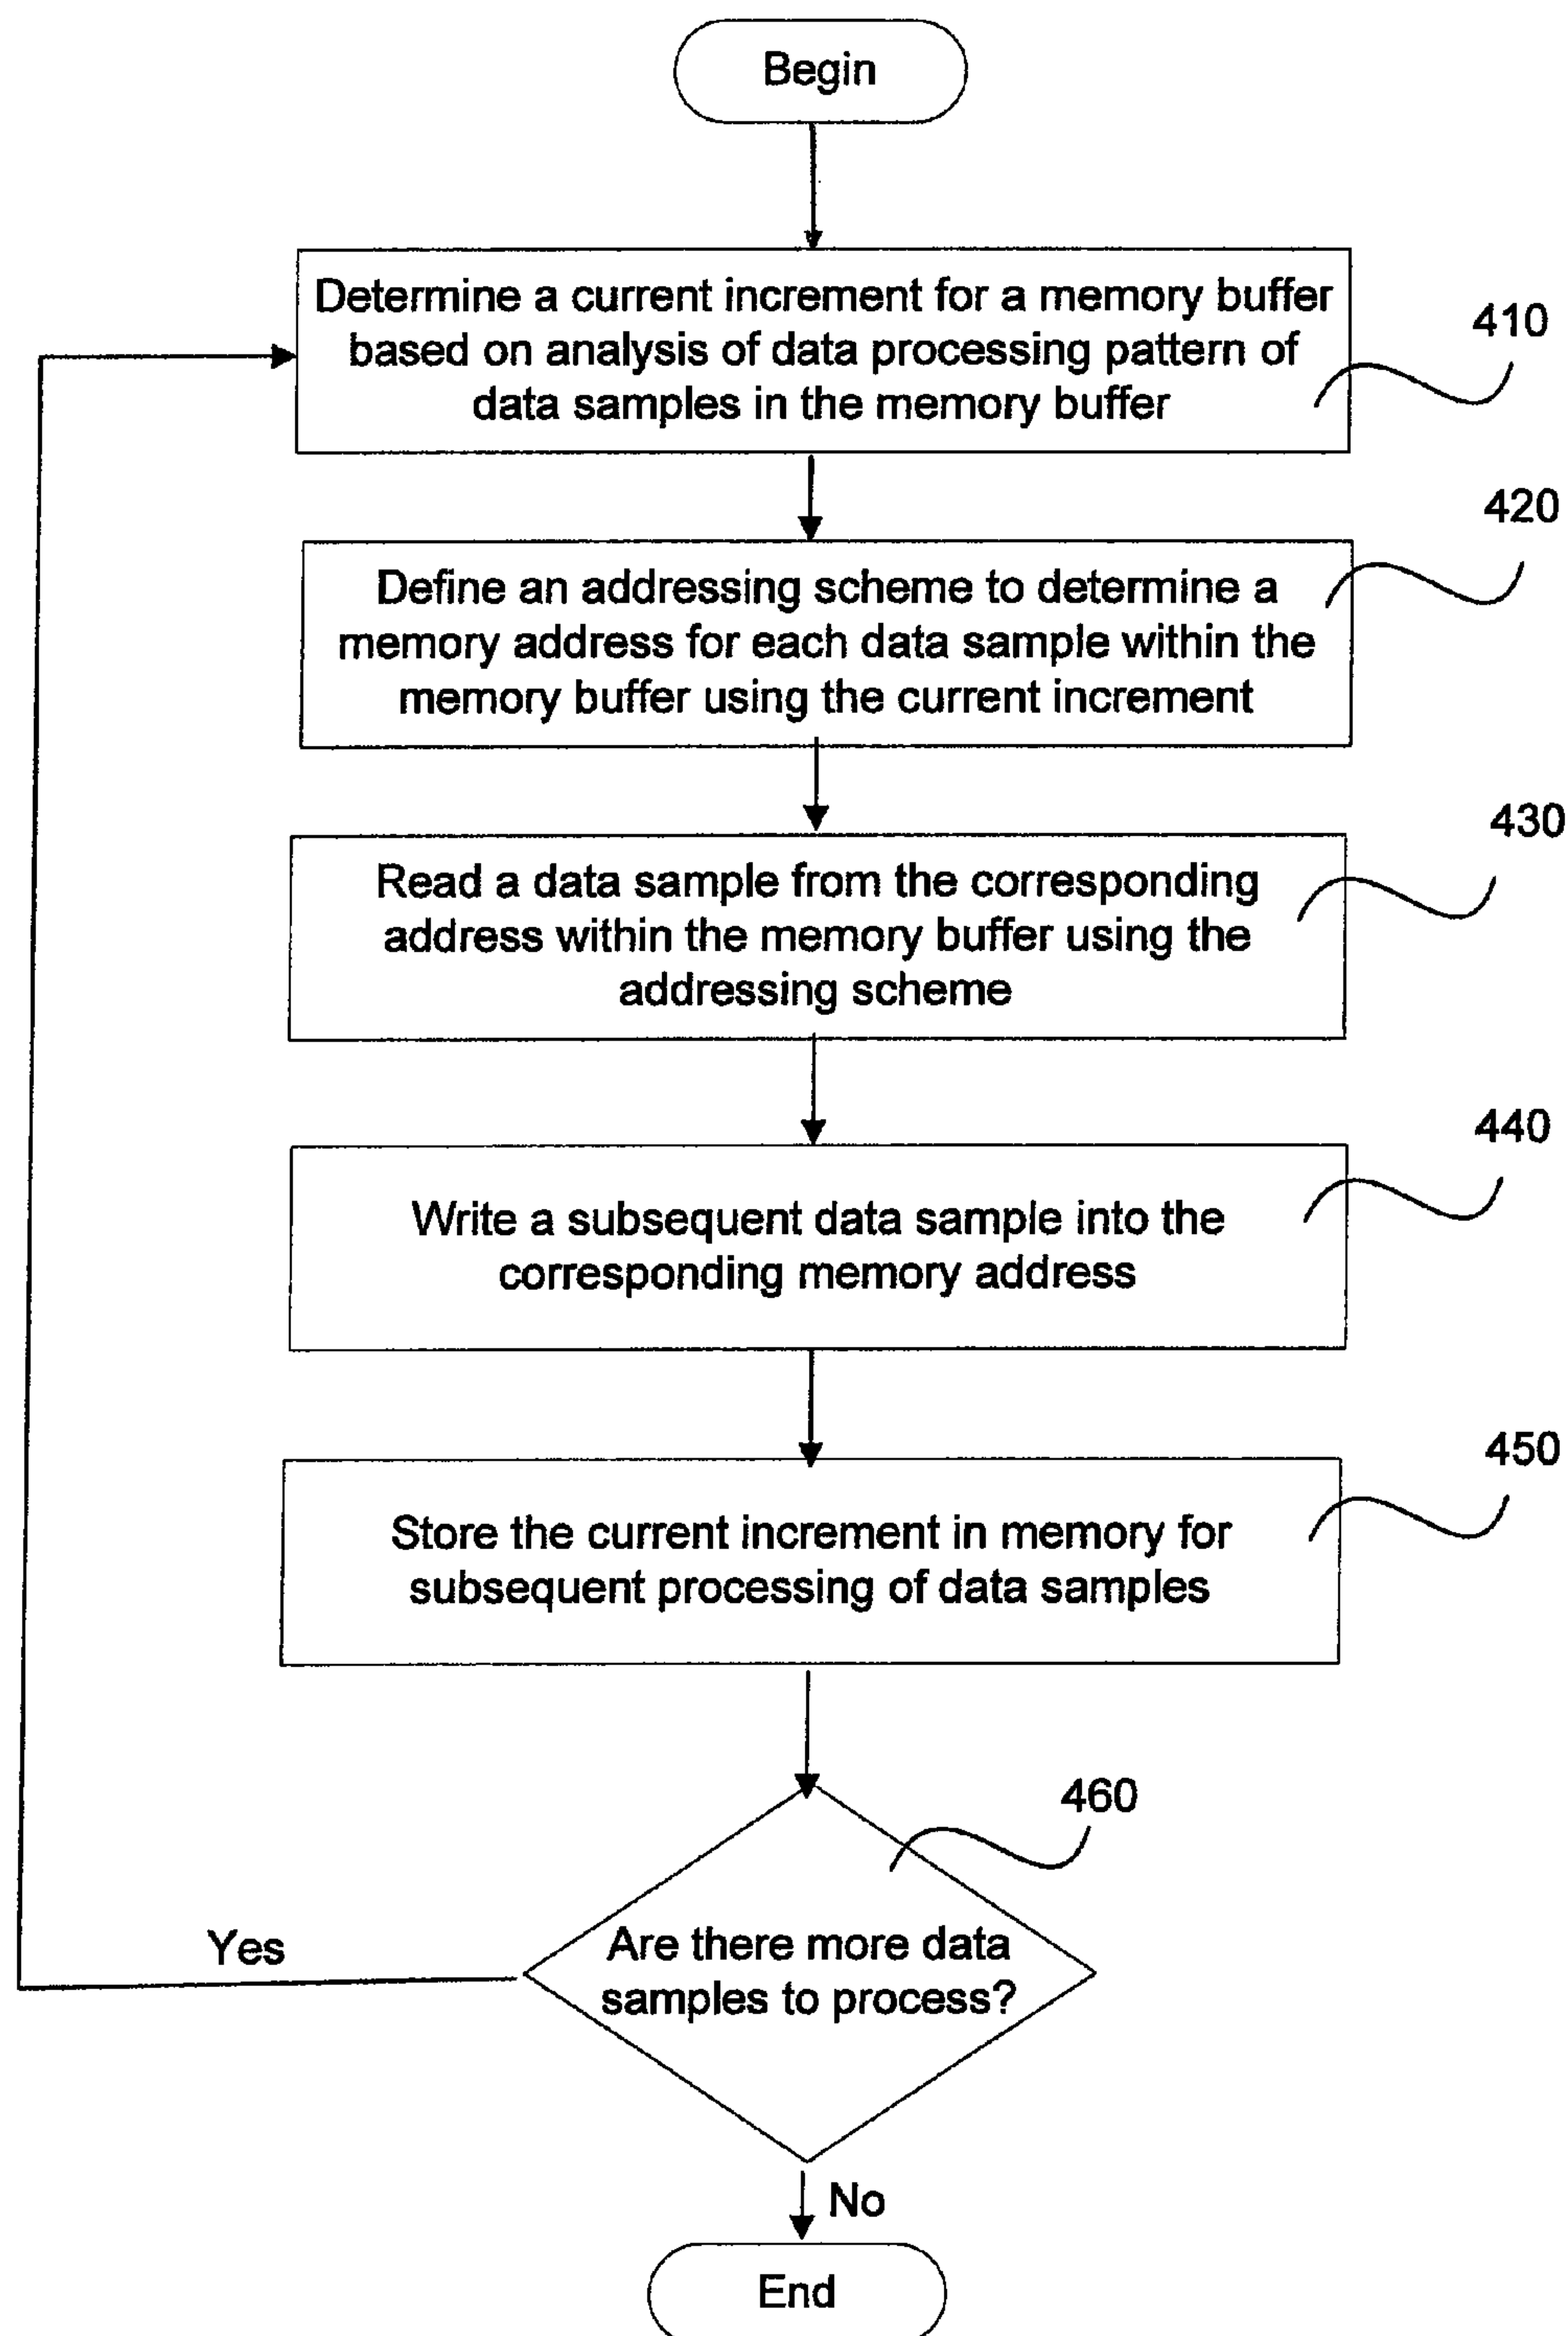 Begin
Determine a current increment for a memory buffer
based on analysis of data processing pattern of
data samples in the memory buffer
410
Define an addressing scheme to determine a
memory address for each data sample within the
memory buffer using the current increment
420
Read a data sample from the corresponding
address within the memory buffer using the
addressing scheme
430
Write a subsequent data sample into the
corresponding memory address
440
Store the current increment in memory for
subsequent processing of data samples
450
460
Are there more data
samples to process?
Yes
No
End